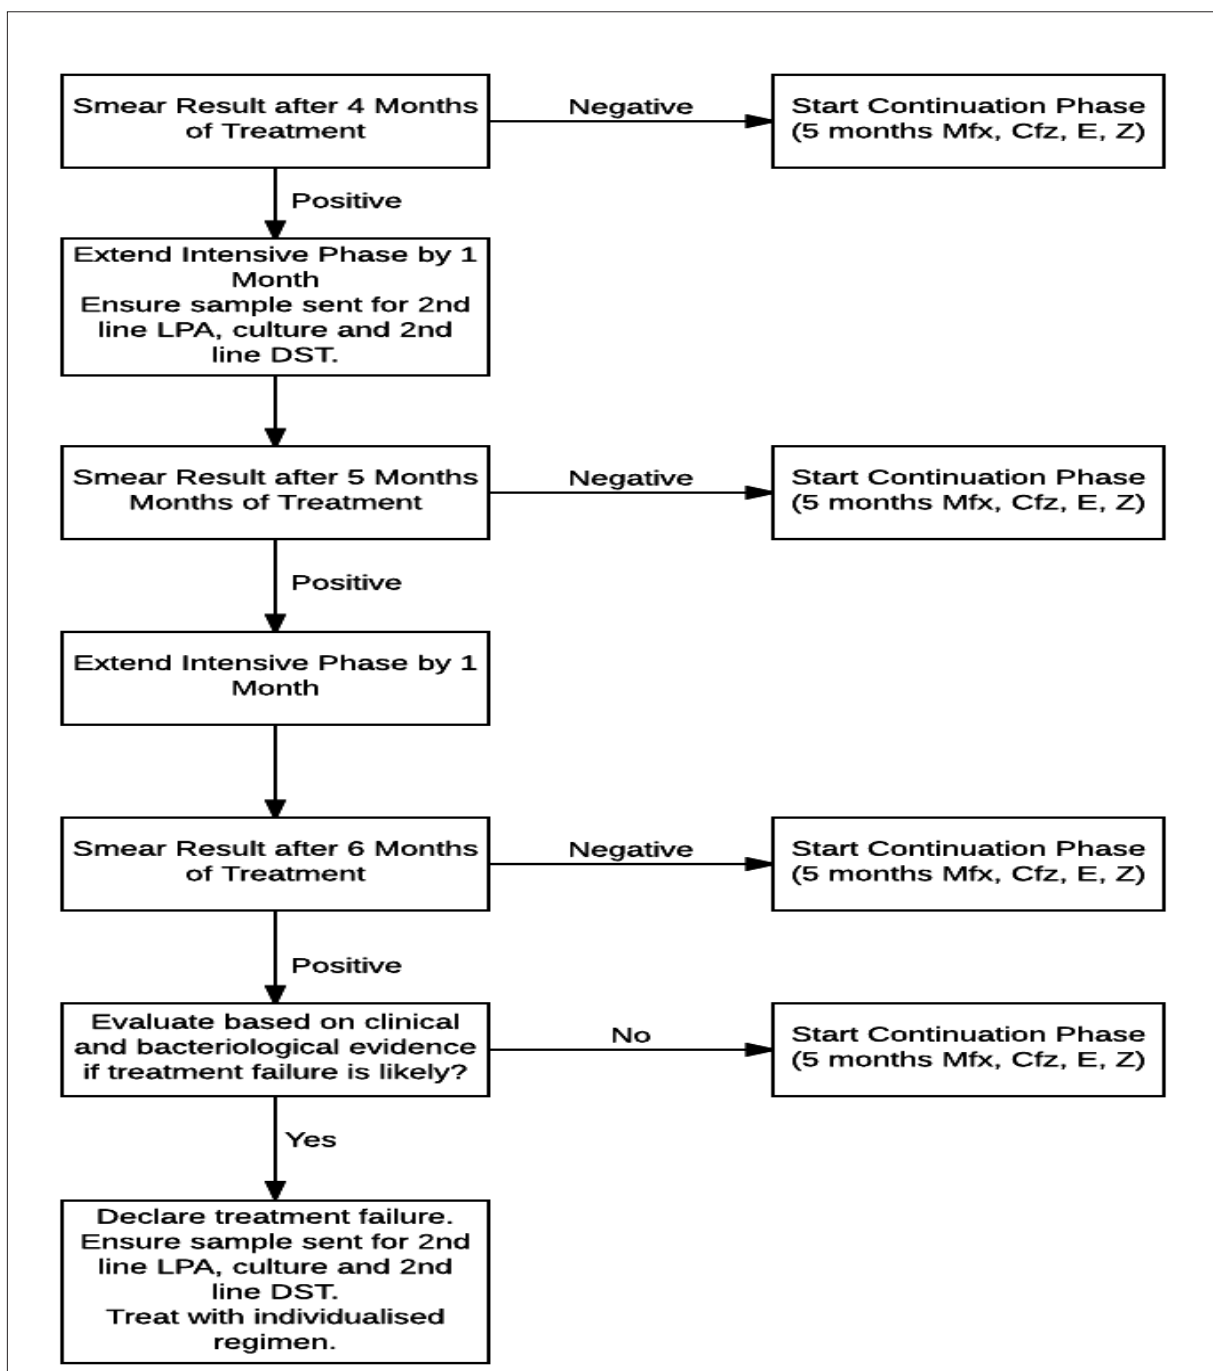 Smear Result after 4 Months
of Treatment
Negative
Start Continuation Phase
(5 months Mfx, Cfz, E, Z)
Positive
Extend Intensive Phase by 1
Month
Ensure sample sent for 2nd
line LPA, culture and 2nd
line DST.
Smear Result after 5 Months
Months of Treatment
Negative
Start Continuation Phase
(5 months Mfx, Cfz, E, Z)
Positive
Extend Intensive Phase by 1
Month
Smear Result after 6 Months
of Treatment
Negative
Start Continuation Phase
(5 months Mfx, Cfz, E, Z)
Positive
Evaluate based on clinical
and bacteriological evidence
if treatment failure is likely?
No
Start Continuation Phase
(5 months Mfx, Cfz, E, Z)
Yes
Declare treatment failure.
Ensure sample sent for 2nd
line LPA, culture and 2nd
line DST.
Treat with individualised
regimen.